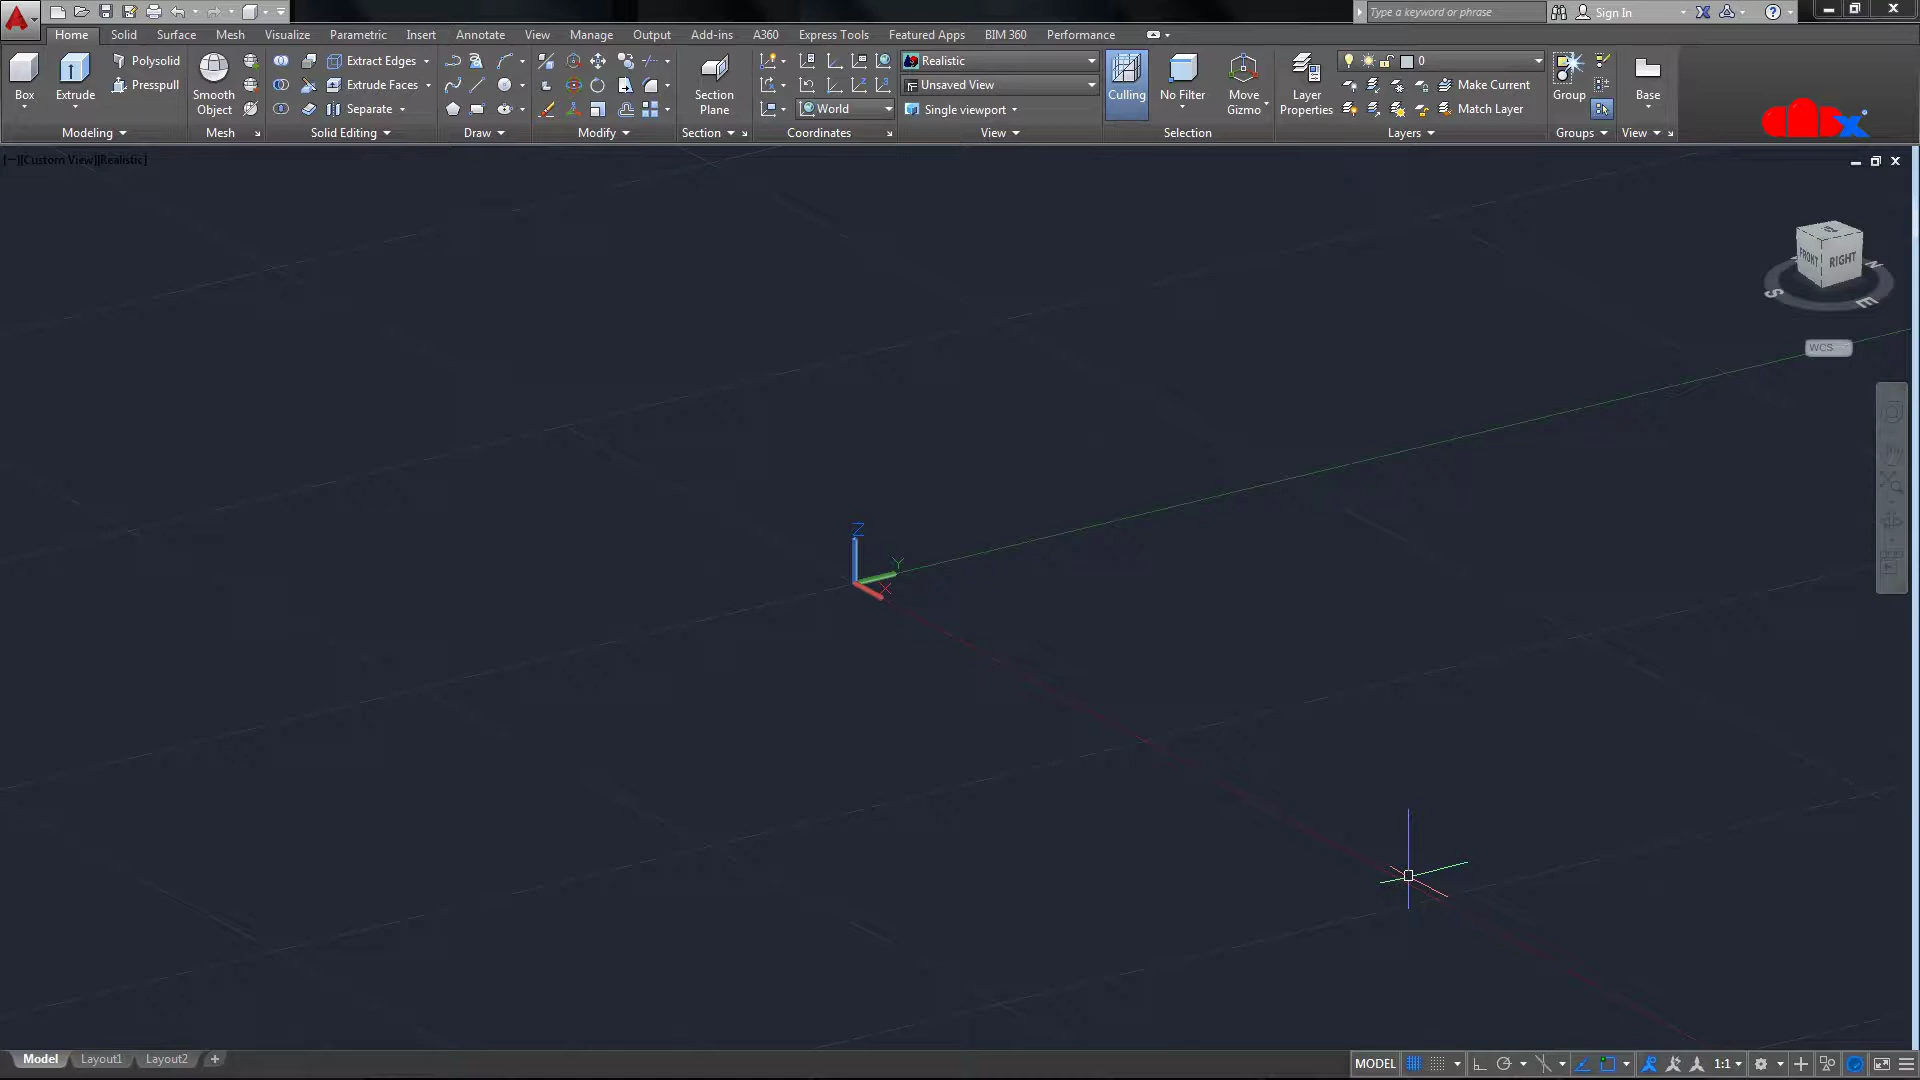 Type a keyword or phrase Sign In
Home Solid Surface Mesh Visualize Parametric Insert Annotate View Manage Output Add-ins A360 Express Tools Featured Apps BIM 360 Performance
Polysolid Extract Edges Realistic 0
Presspull Extrude Faces Unsaved View Make Current
Box Extrude Smooth Object Section Plane Culling No Filter Move Gizmo Layer Properties Group Base
Separate World Single viewport Match Layer
Modeling Mesh Solid Editing Draw Modify Section Coordinates View Selection Layers Groups View
[−][Custom View][Realistic]
FRONT RIGHT
S E N
WCS
Z
Y
X
Model Layout1 Layout2 +
MODEL 1:1